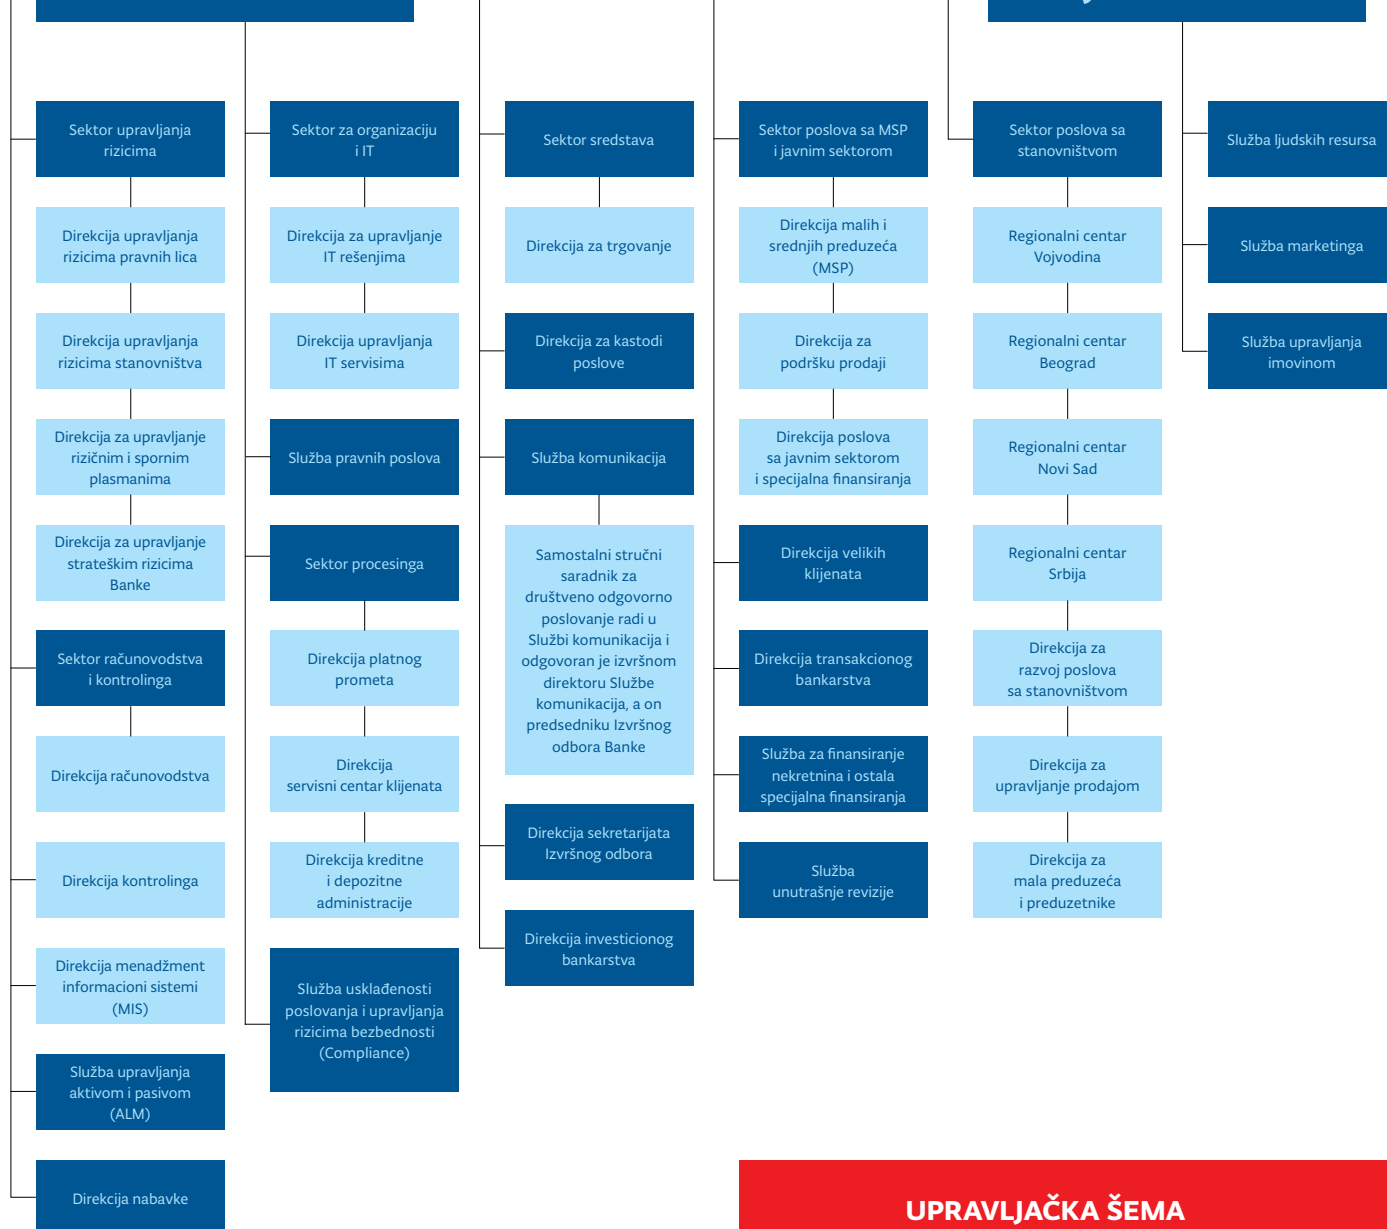 Sektor upravljanja
rizicima
Direkcija upravljanja
rizicima pravnih lica
Direkcija upravljanja
rizicima stanovništva
Direkcija za upravljanje
rizičnim i spornim
plasmanima
Direkcija za upravljanje
strateškim rizicima
Banke
Sektor računovodstva
i kontrolinga
Direkcija računovodstva
Direkcija kontrolinga
Direkcija menadžment
informacioni sistemi
(MIS)
Služba upravljanja
aktivom i pasivom
(ALM)
Direkcija nabavke
Sektor za organizaciju
i IT
Direkcija za upravljanje
IT rešenjima
Direkcija upravljanja
IT servisima
Služba pravnih poslova
Sektor procesinga
Direkcija platnog
prometa
Direkcija
servisni centar klijenata
Direkcija kreditne
i depozitne
administracije
Služba usklađenosti
poslovanja i upravljanja
rizicima bezbednosti
(Compliance)
Sektor sredstava
Direkcija za trgovanje
Direkcija za kastodi
poslove
Služba komunikacija
Samostalni stručni
saradnik za
društveno odgovorno
poslovanje radi u
Službi komunikacija i
odgovoran je izvršnom
direktoru Službe
komunikacija, a on
predsedniku Izvršnog
odbora Banke
Direkcija sekretarijata
Izvršnog odbora
Direkcija investicionog
bankarstva
Sektor poslova sa MSP
i javnim sektorom
Direkcija malih i
srednjih preduzeća
(MSP)
Direkcija za
podršku prodaji
Direkcija poslova
sa javnim sektorom
i specijalna finansiranja
Direkcija velikih
klijenata
Direkcija transakcionog
bankarstva
Služba za finansiranje
nekretnina i ostala
specijalna finansiranja
Služba
unutrašnje revizije
Sektor poslova sa
stanovništvom
Regionalni centar
Vojvodina
Regionalni centar
Beograd
Regionalni centar
Novi Sad
Regionalni centar
Srbija
Direkcija za
razvoj poslova
sa stanovništvom
Direkcija za
upravljanje prodajom
Direkcija za
mala preduzeća
i preduzetnike
Služba ljudskih resursa
Služba marketinga
Služba upravljanja
imovinom
UPRAVLJAČKA ŠEMA